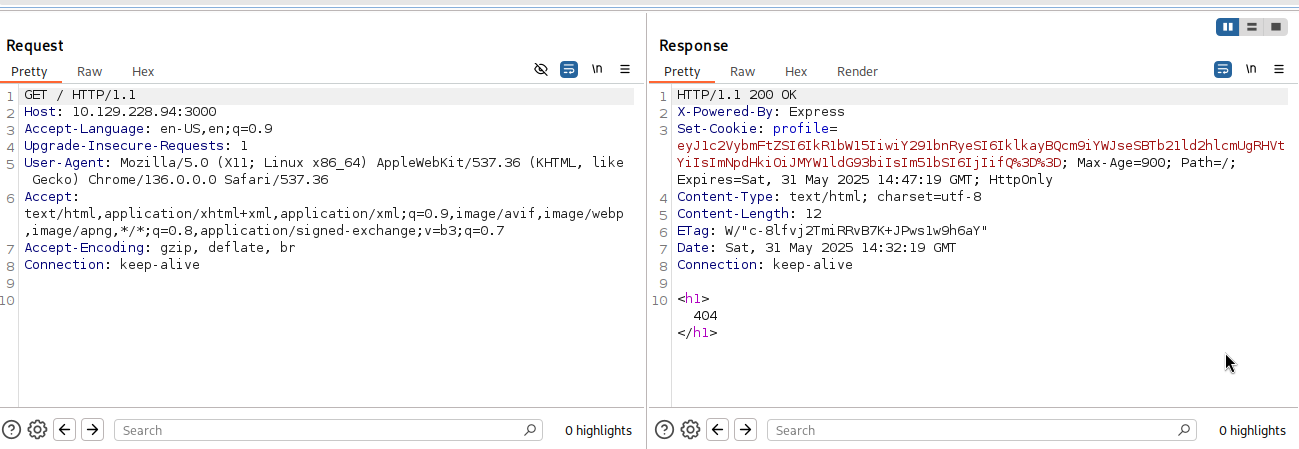 Request
Response
Pretty Raw Hex \n
Pretty Raw Hex Render \n
1 GET / HTTP/1.1
2 Host: 10.129.228.94:3000
3 Accept-Language: en-US,en;q=0.9
4 Upgrade-Insecure-Requests: 1
5 User-Agent: Mozilla/5.0 (X11; Linux x86_64) AppleWebKit/537.36 (KHTML, like
Gecko) Chrome/136.0.0.0 Safari/537.36
6 Accept:
text/html,application/xhtml+xml,application/xml;q=0.9,image/avif,image/webp
,image/apng,*/*;q=0.8,application/signed-exchange;v=b3;q=0.7
7 Accept-Encoding: gzip, deflate, br
8 Connection: keep-alive
9
10
1 HTTP/1.1 200 OK
2 X-Powered-By: Express
3 Set-Cookie: profile=
eyJ1c2VybmFtZSI6IkR1bW15IiwiY291bnRyeSI6IklkayBQcm9iYWJseSBTb21ld2hlcmUgRHVt
YiIsImNpdHkiOiJMYW1ldG93biIsIm51bSI6IjIifQ%3D%3D; Max-Age=900; Path=/;
Expires=Sat, 31 May 2025 14:47:19 GMT; HttpOnly
4 Content-Type: text/html; charset=utf-8
5 Content-Length: 12
6 ETag: W/"c-8lfvj2TmiRRvB7K+JPws1w9h6aY"
7 Date: Sat, 31 May 2025 14:32:19 GMT
8 Connection: keep-alive
9
10 <h1>
404
</h1>
Search 0 highlights
Search 0 highlights